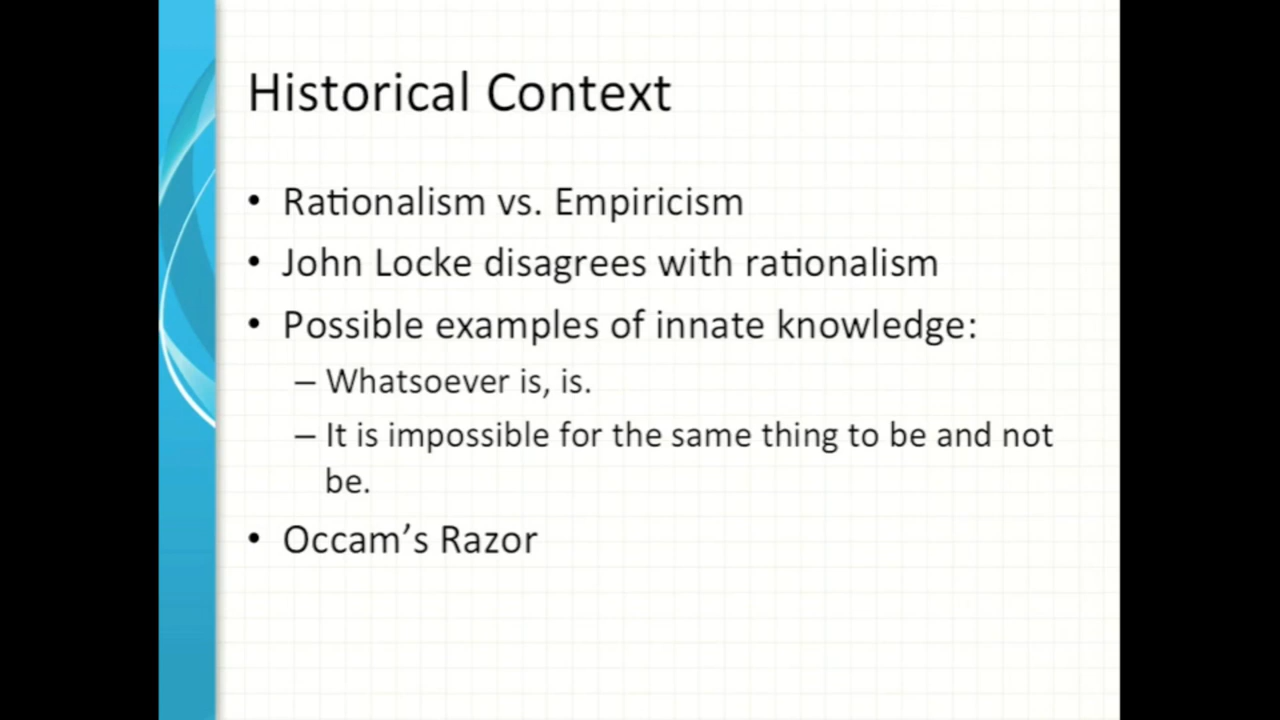 Historical Context
• Rationalism vs. Empiricism
• John Locke disagrees with rationalism
• Possible examples of innate knowledge:
– Whatsoever is, is.
– It is impossible for the same thing to be and not
be.
• Occam’s Razor